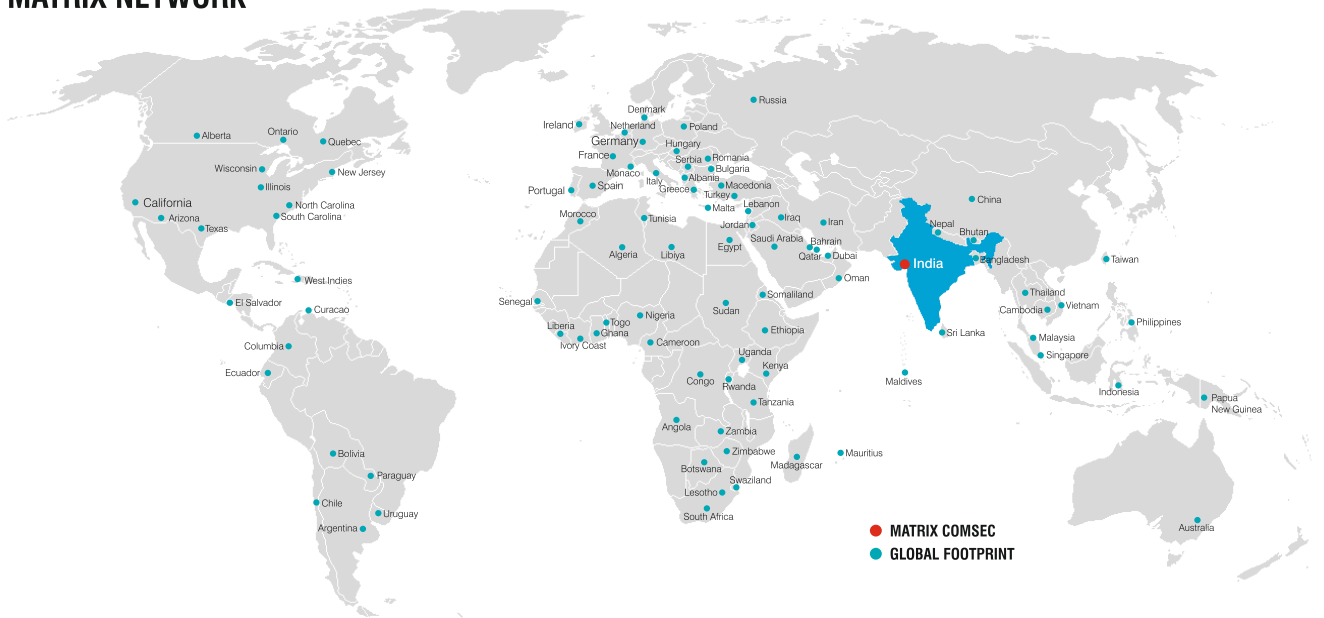 MATRIX NETWORK
Russia
Denmark
Ireland
Netherland
Poland
Alberta
Ontario
Quebec
Germany
Hungary
France
Serbia
Romania
Wisconsin
New Jersey
Monaco
Bulgaria
Italy
Albania
Illinois
Portugal
Spain
Greece
Macedonia
Turkey
California
North Carolina
Malta
Lebanon
China
Arizona
South Carolina
Morocco
Tunisia
Jordan
Iraq
Iran
Texas
Nepal
Bhutan
Algeria
Libiya
Egypt
Saudi Arabia
Bahrain
Qatar
Dubai
India
Bangladesh
Taiwan
West Indies
Oman
El Salvador
Senegal
Somaliland
Thailand
Curacao
Sudan
Cambodia
Vietnam
Liberia
Togo
Nigeria
Philippines
Ghana
Ethiopia
Sri Lanka
Columbia
Ivory Coast
Cameroon
Malaysia
Uganda
Singapore
Ecuador
Congo
Kenya
Rwanda
Maldives
Indonesia
Tanzania
Papua
New Guinea
Angola
Zambia
Bolivia
Zimbabwe
Mauritius
Botswana
Madagascar
Paraguay
Swaziland
Lesotho
Chile
Uruguay
South Africa
Argentina
Australia
MATRIX COMSEC
GLOBAL FOOTPRINT